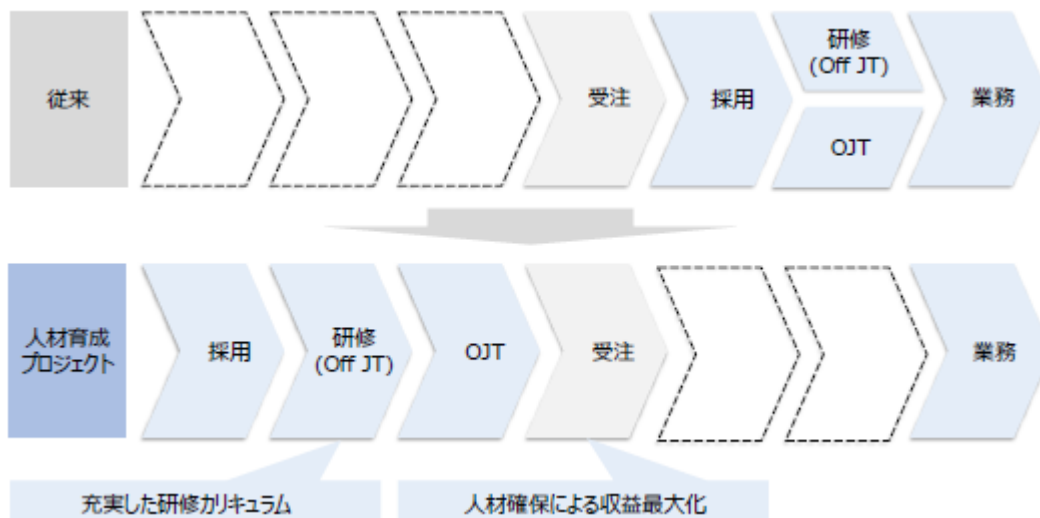 従来
受注
採用
研修
(Off JT)
OJT
業務
人材育成
プロジェクト
採用
研修
(Off JT)
OJT
受注
業務
充実した研修カリキュラム
人材確保による収益最大化